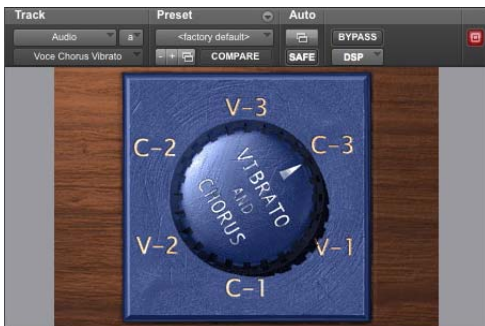 Track Preset Auto
Audio a <factory default> BYPASS
Voce Chorus Vibrato - + COMPARE SAFE DSP
V-3
C-2 C-3
VIBRATO
AND
CHORUS
V-2 V-1
C-1